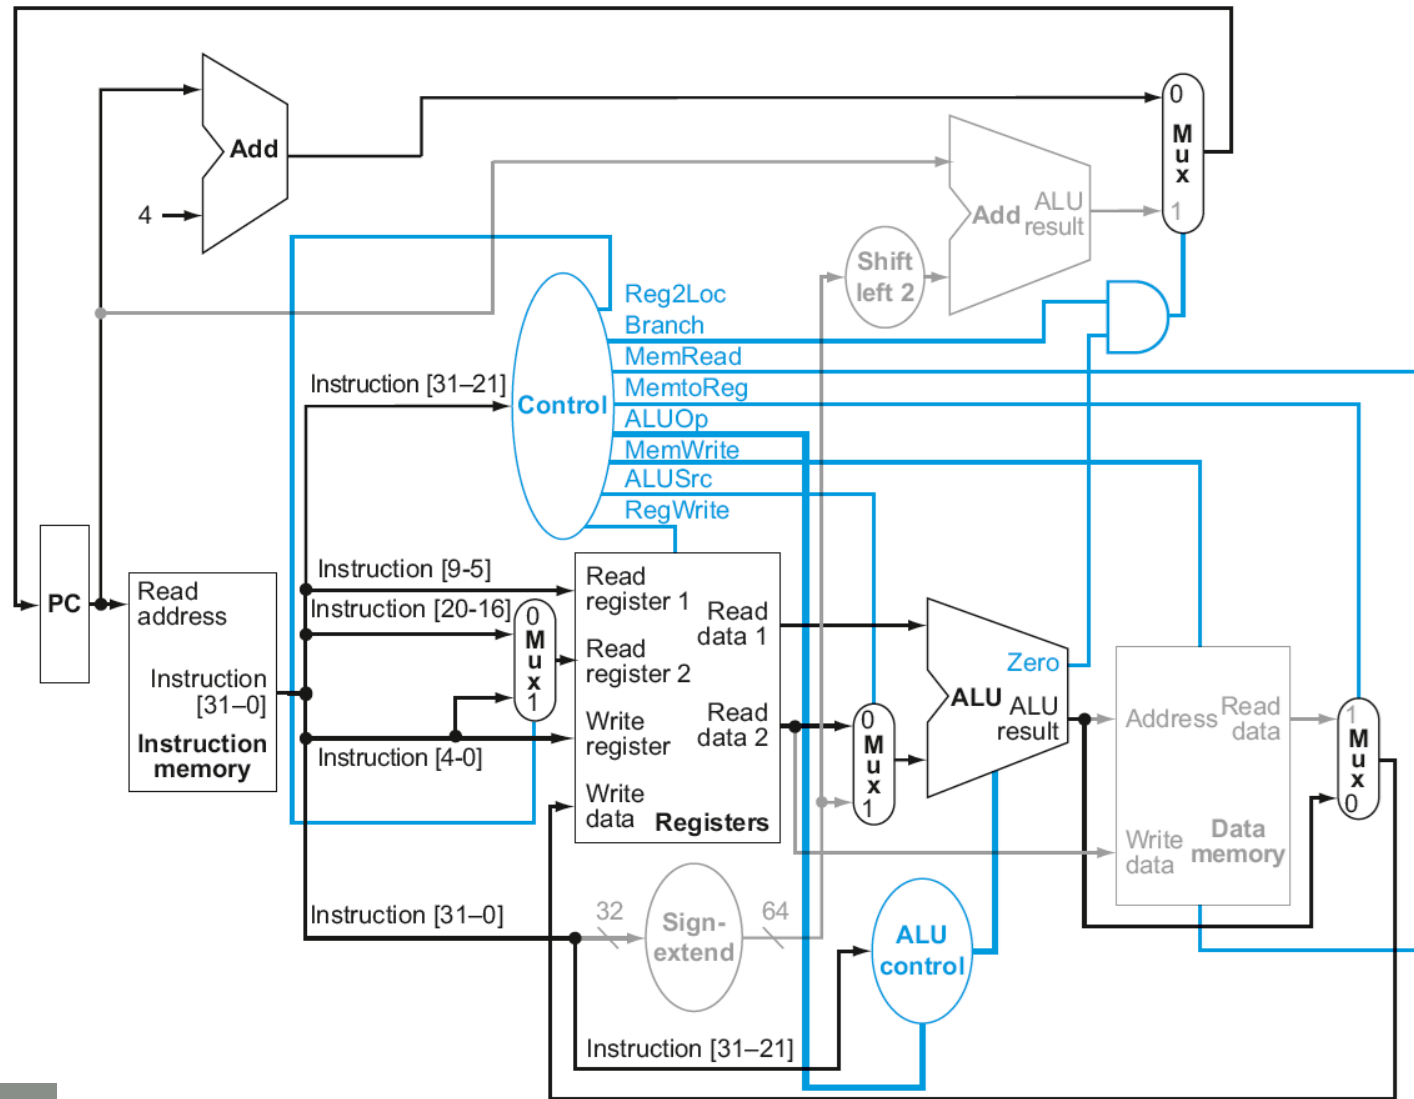 0
M
u
x
1
Add
4
Add
ALU
result
Shift
left 2
Reg2Loc
Branch
MemRead
MemtoReg
ALUOp
MemWrite
ALUSrc
RegWrite
Control
Instruction [31–21]
PC
Read
address
Instruction
[31–0]
Instruction
memory
Instruction [9-5]
Instruction [20-16]
Instruction [4-0]
0
M
u
x
1
Read
register 1
Read
register 2
Write
register
Write
data
Read
data 1
Read
data 2
Registers
0
M
u
x
1
Zero
ALU
ALU
result
Address
Read
data
Write
data
Data
memory
1
M
u
x
0
Instruction [31–0]
32
Sign-
extend
64
ALU
control
Instruction [31–21]